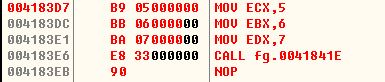 004183D7 B9 05000000 MOV ECX,5
004183DC BB 06000000 MOV EBX,6
004183E1 BA 07000000 MOV EDX,7
004183E6 E8 33000000 CALL fg.0041841E
004183EB 90 NOP